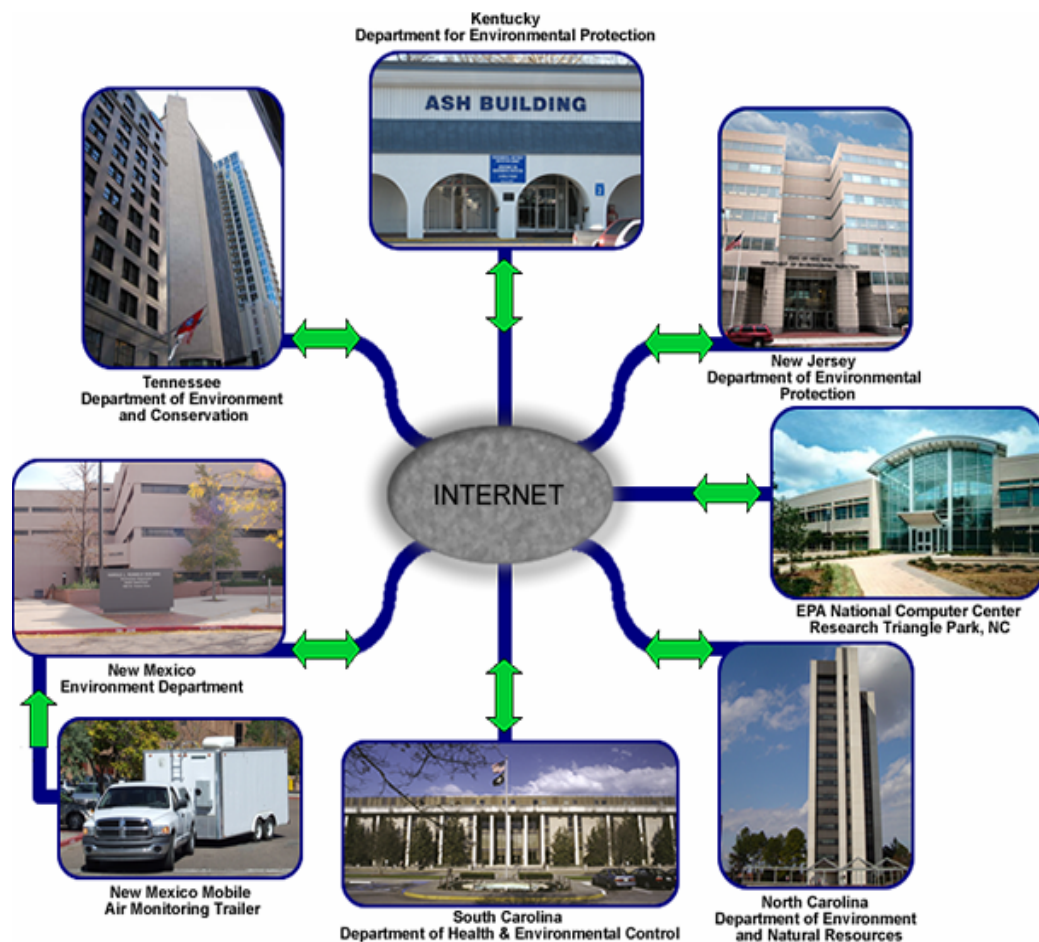 Kentucky
Department for Environmental Protection
ASH BUILDING
Tennessee
Department of Environment
and Conservation
New Jersey
Department of Environmental
Protection
INTERNET
EPA National Computer Center
Research Triangle Park, NC
New Mexico
Environment Department
New Mexico Mobile
Air Monitoring Trailer
South Carolina
Department of Health & Environmental Control
North Carolina
Department of Environment
and Natural Resources